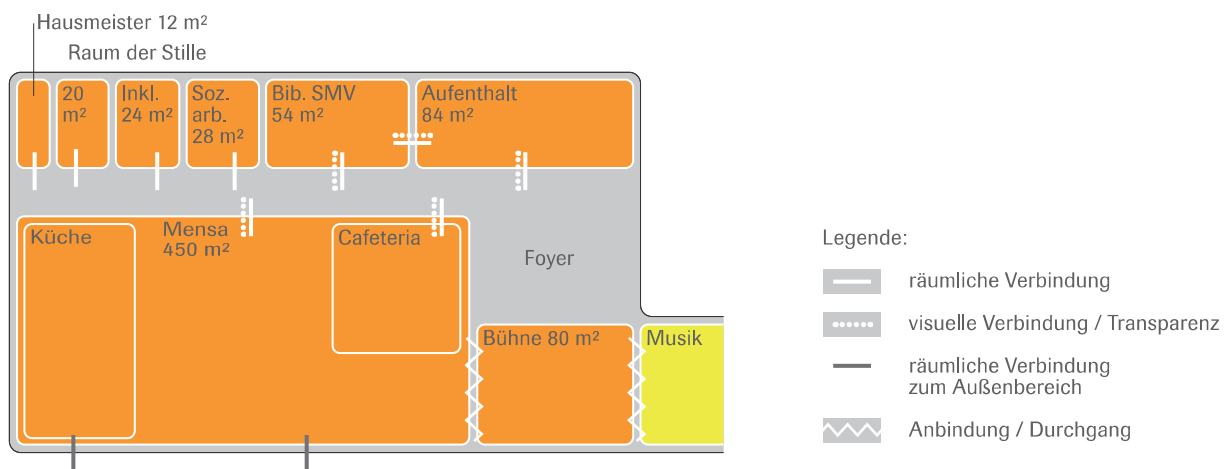 Hausmeister 12 m²
Raum der Stille
20
m²
Inkl.
24 m²
Soz.
arb.
28 m²
Bib. SMV
54 m²
Aufenthalt
84 m²
Küche
Mensa
450 m²
Cafeteria
Foyer
Bühne 80 m²
Musik
Legende:
räumliche Verbindung
visuelle Verbindung / Transparenz
räumliche Verbindung
zum Außenbereich
Anbindung / Durchgang